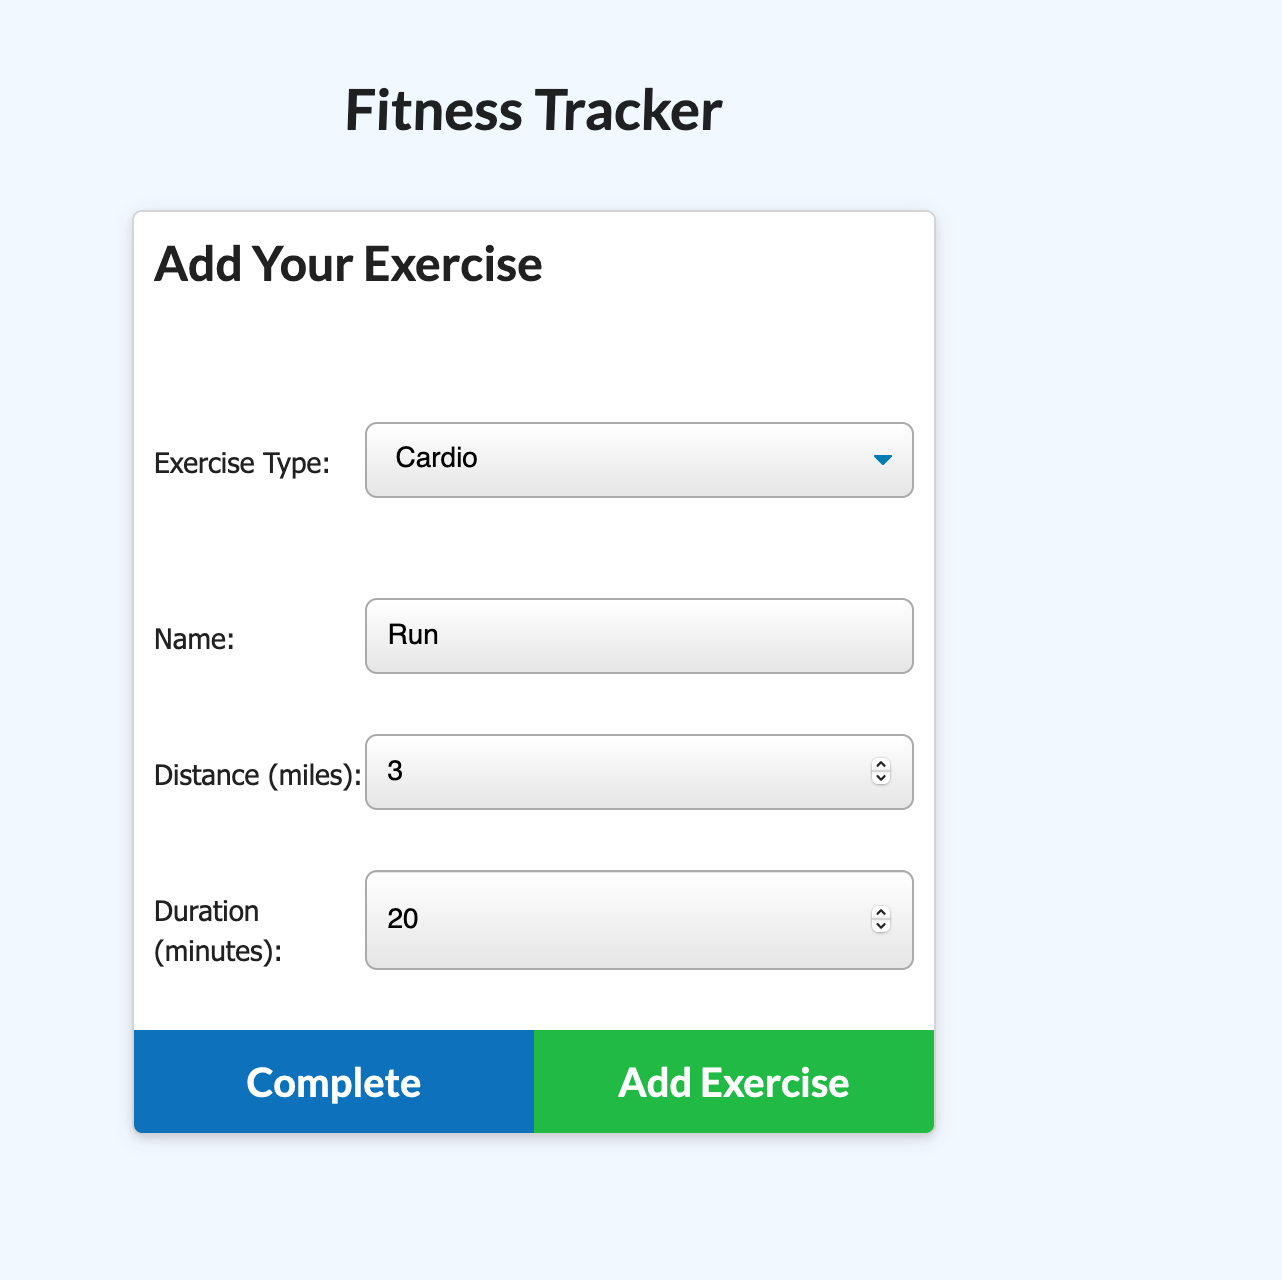 Fitness Tracker
Add Your Exercise
Exercise Type: Cardio
Name: Run
Distance (miles): 3
Duration
(minutes): 20
Complete Add Exercise